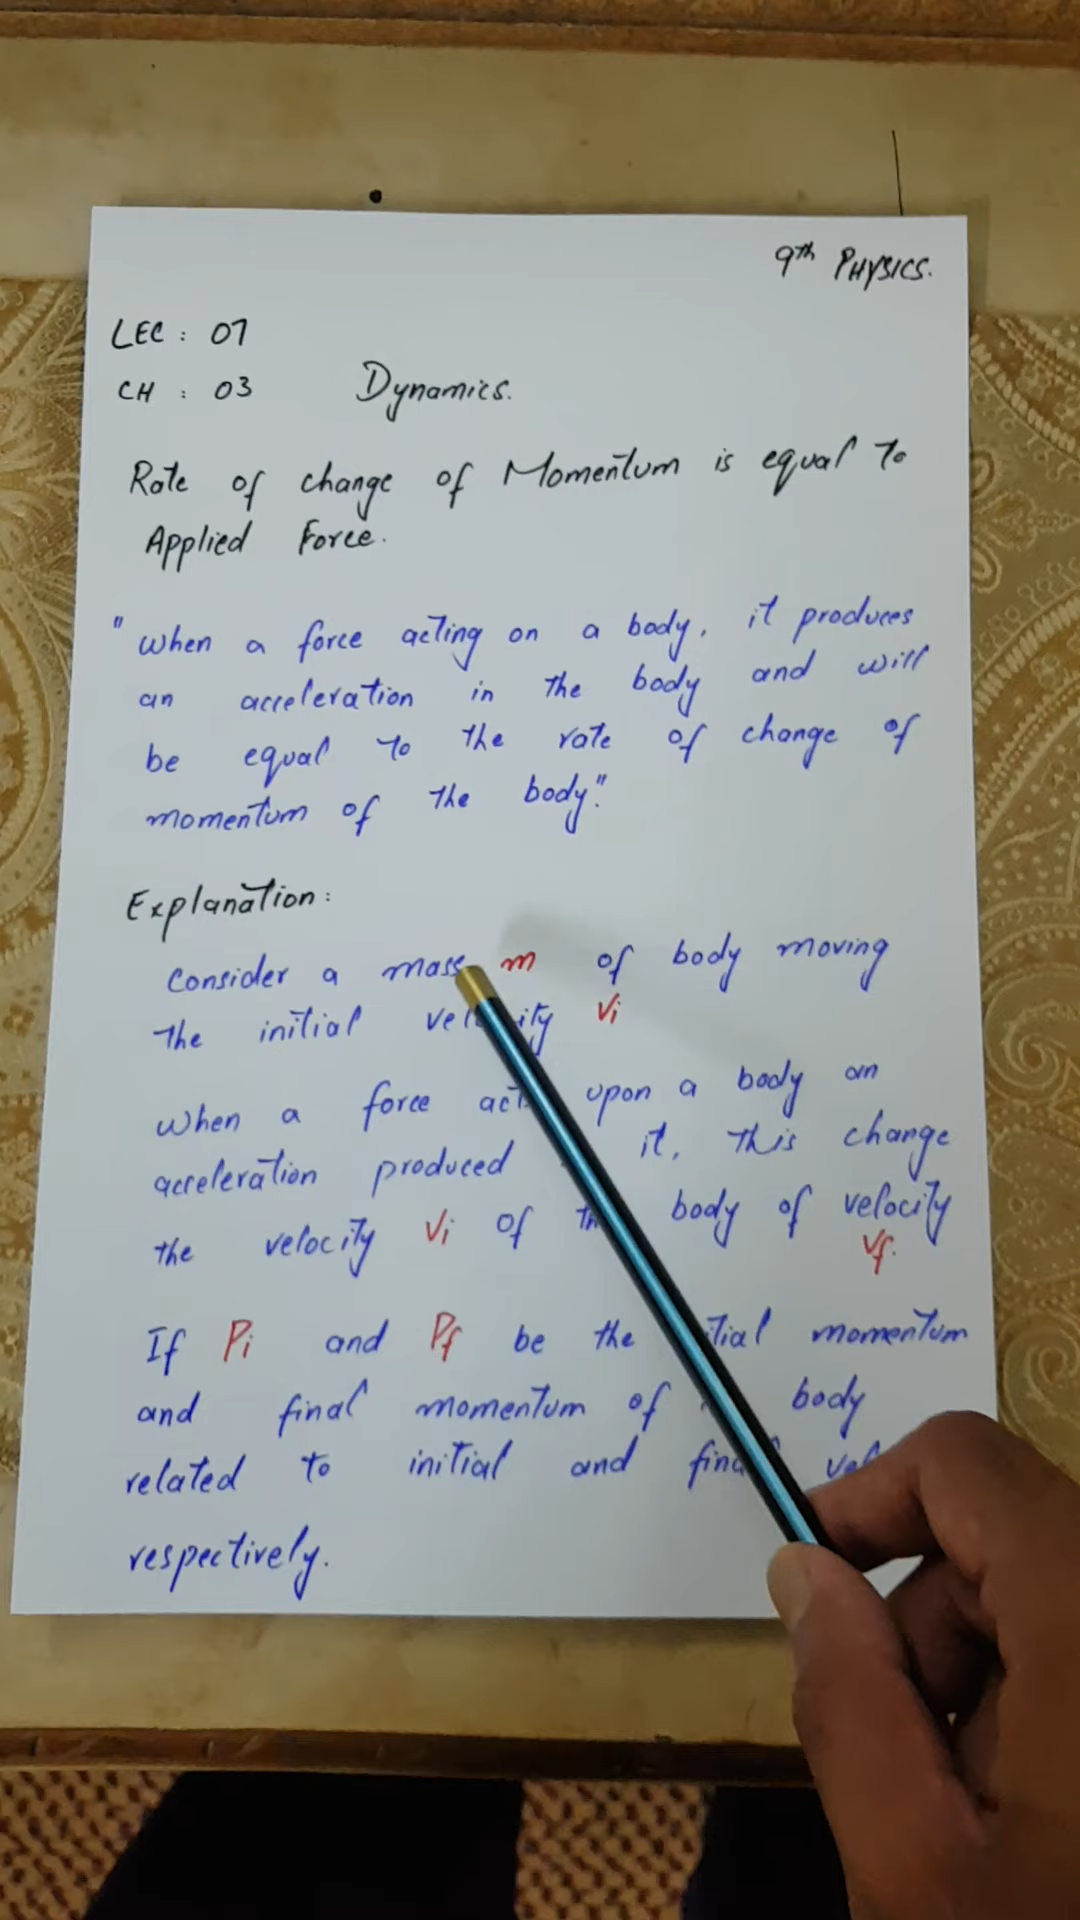 9th PHYSICS.
LEC : 07
CH : 03 Dynamics.
Rate of change of Momentum is equal to
Applied Force.
"When a force acting on a body, it produces
an acceleration in the body and will
be equal to the rate of change of
momentum of the body."
Explanation:
Consider a mass m of body moving
The initial velocity Vi
When a force upon a body an
acceleration produced it, This change
the velocity Vi of body of velocity
Vf.
If Pi and Pf be the momentum
and final momentum of body
related to initial and
respectively.